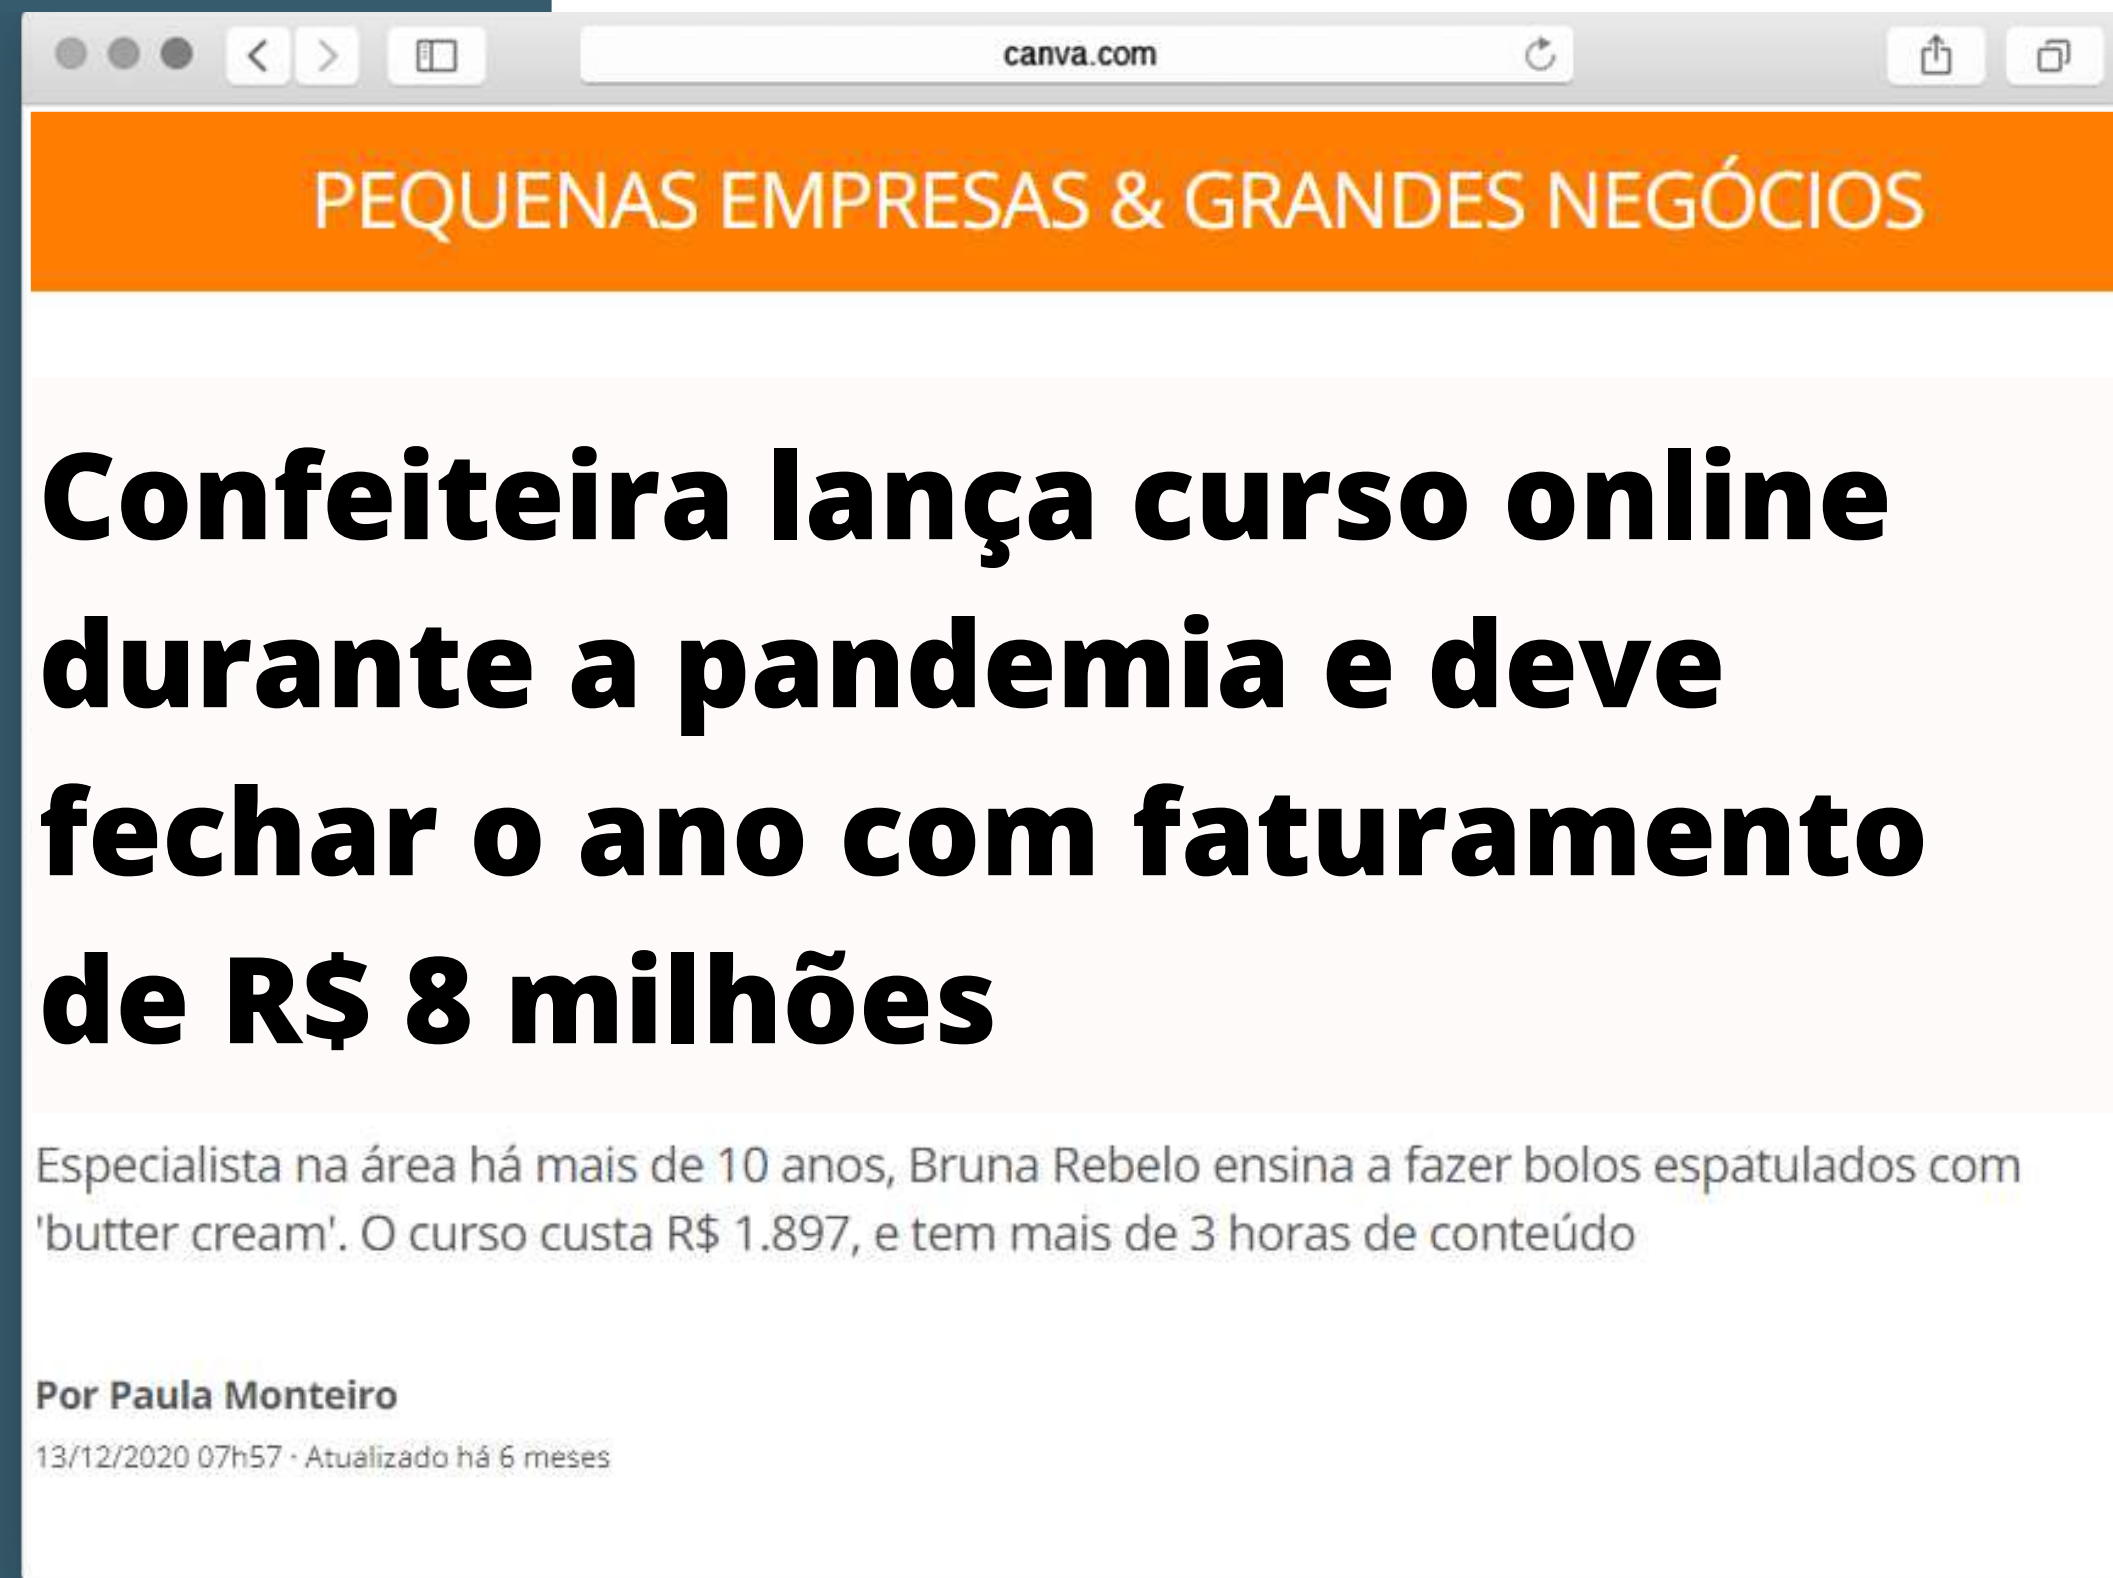 canva.com
PEQUENAS EMPRESAS & GRANDES NEGÓCIOS
Confeiteira lança curso online
durante a pandemia e deve
fechar o ano com faturamento
de R$ 8 milhões
Especialista na área há mais de 10 anos, Bruna Rebelo ensina a fazer bolos espatulados com
'butter cream'. O curso custa R$ 1.897, e tem mais de 3 horas de conteúdo
Por Paula Monteiro
13/12/2020 07h57 · Atualizado há 6 meses